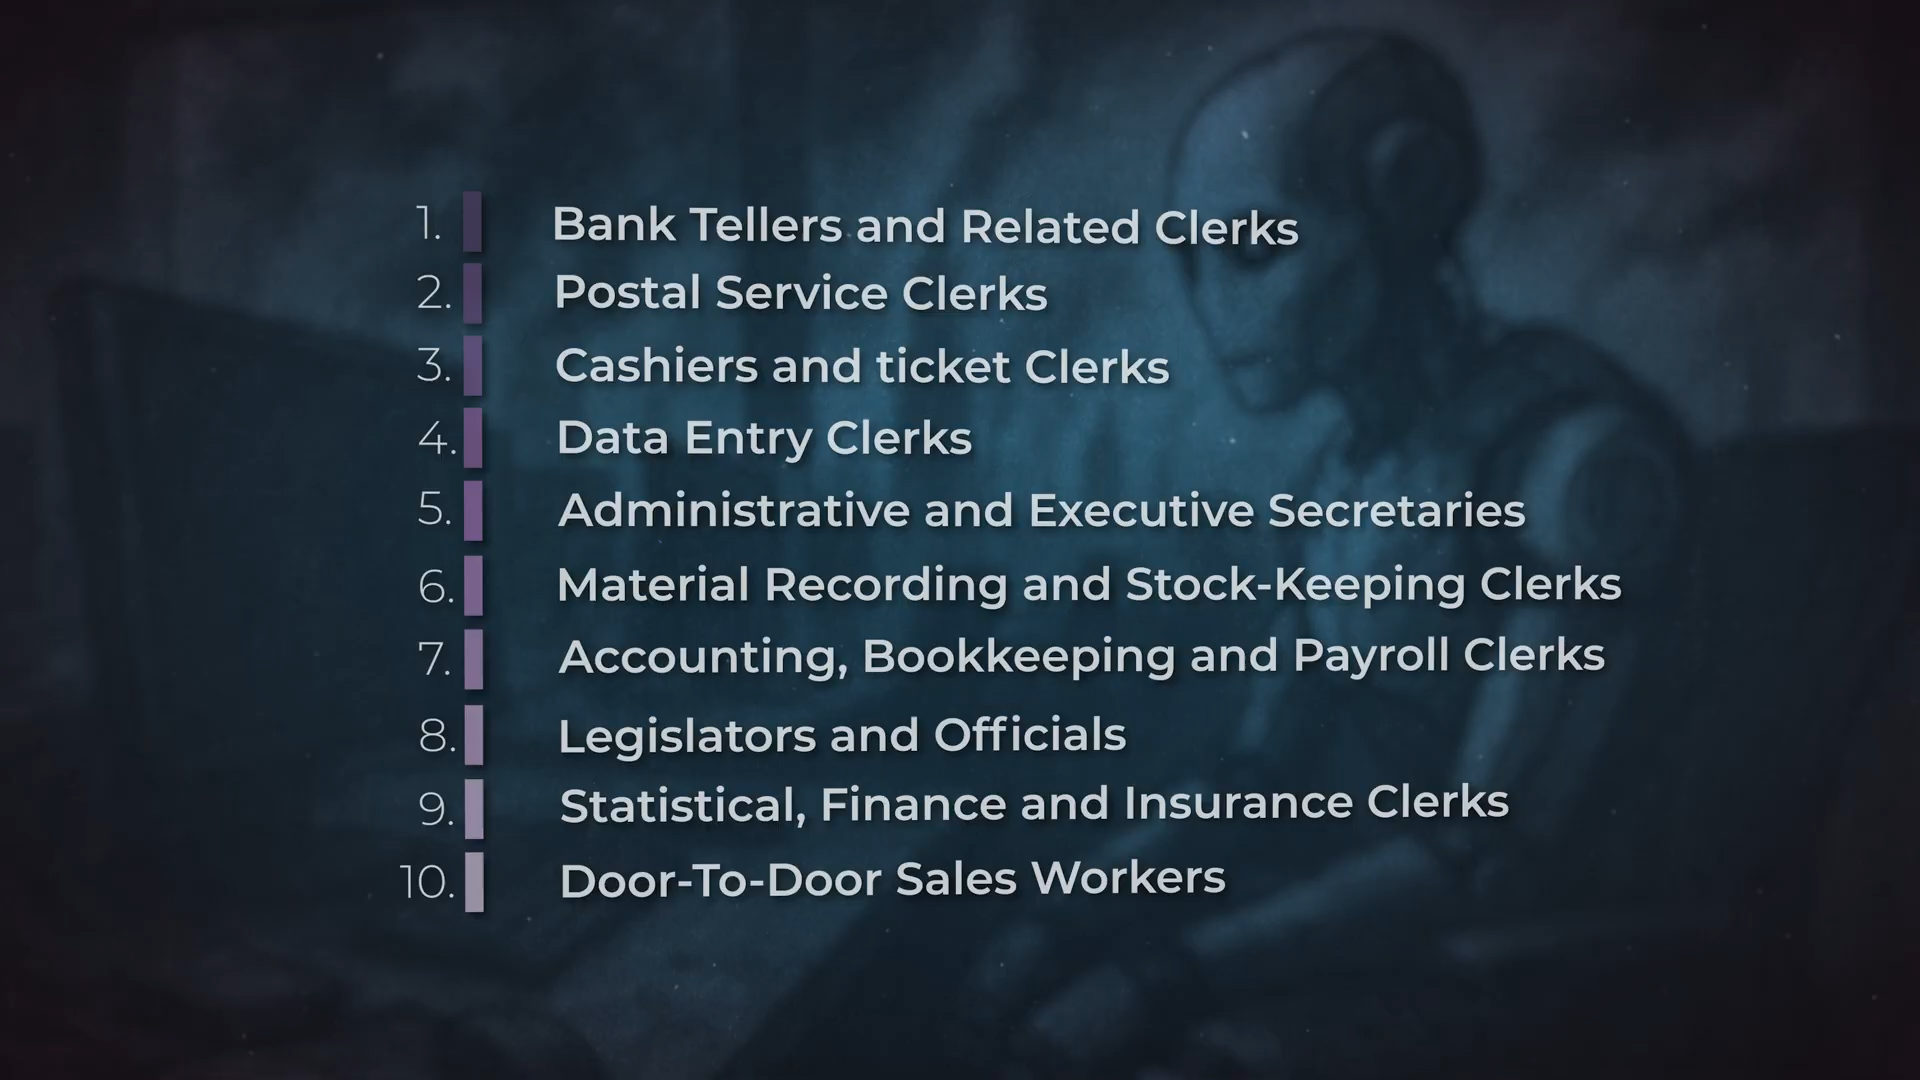 1. Bank Tellers and Related Clerks
2. Postal Service Clerks
3. Cashiers and ticket Clerks
4. Data Entry Clerks
5. Administrative and Executive Secretaries
6. Material Recording and Stock-Keeping Clerks
7. Accounting, Bookkeeping and Payroll Clerks
8. Legislators and Officials
9. Statistical, Finance and Insurance Clerks
10. Door-To-Door Sales Workers